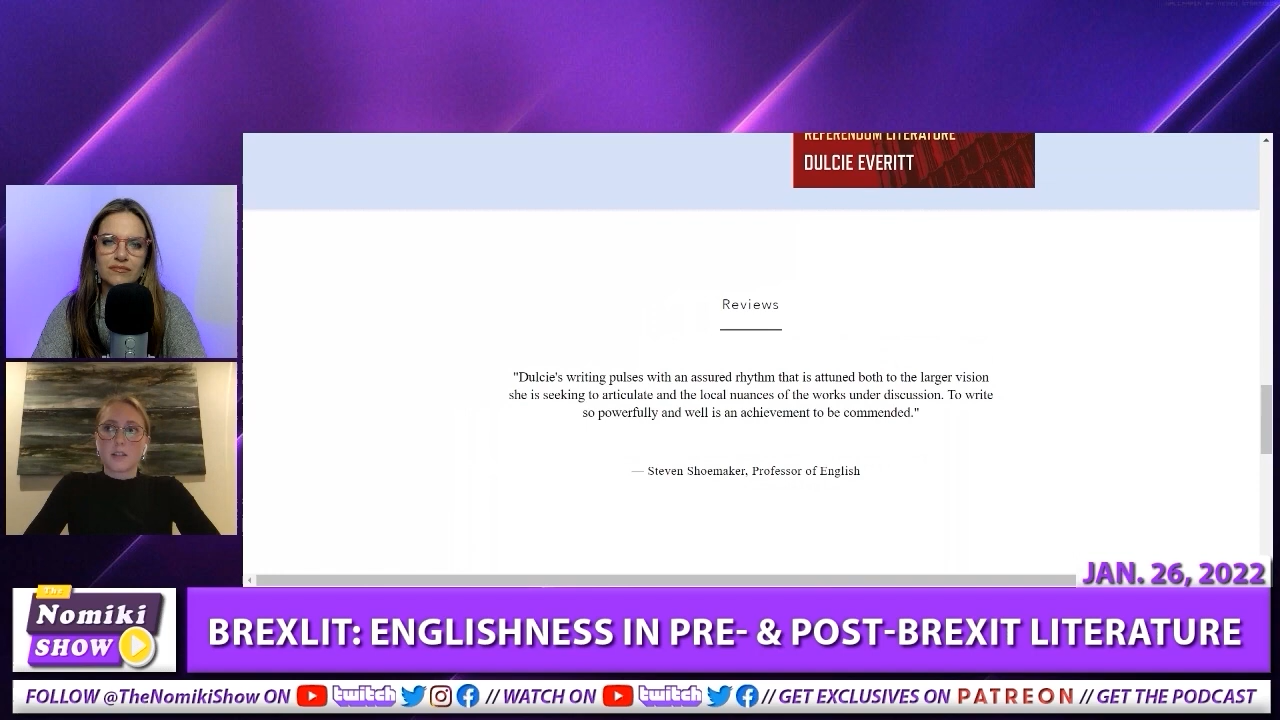 REFERENDUM LITERATURE
DULCIE EVERITT
Reviews
"Dulcie's writing pulses with an assured rhythm that is attuned both to the larger vision
she is seeking to articulate and the local nuances of the works under discussion. To write
so powerfully and well is an achievement to be commended."
— Steven Shoemaker, Professor of English
JAN. 26, 2022
The
Nomiki
SHOW
BREXLIT: ENGLISHNESS IN PRE- & POST-BREXIT LITERATURE
FOLLOW @TheNomikiShow ON twitch // WATCH ON twitch // GET EXCLUSIVES ON PATREON // GET THE PODCAST